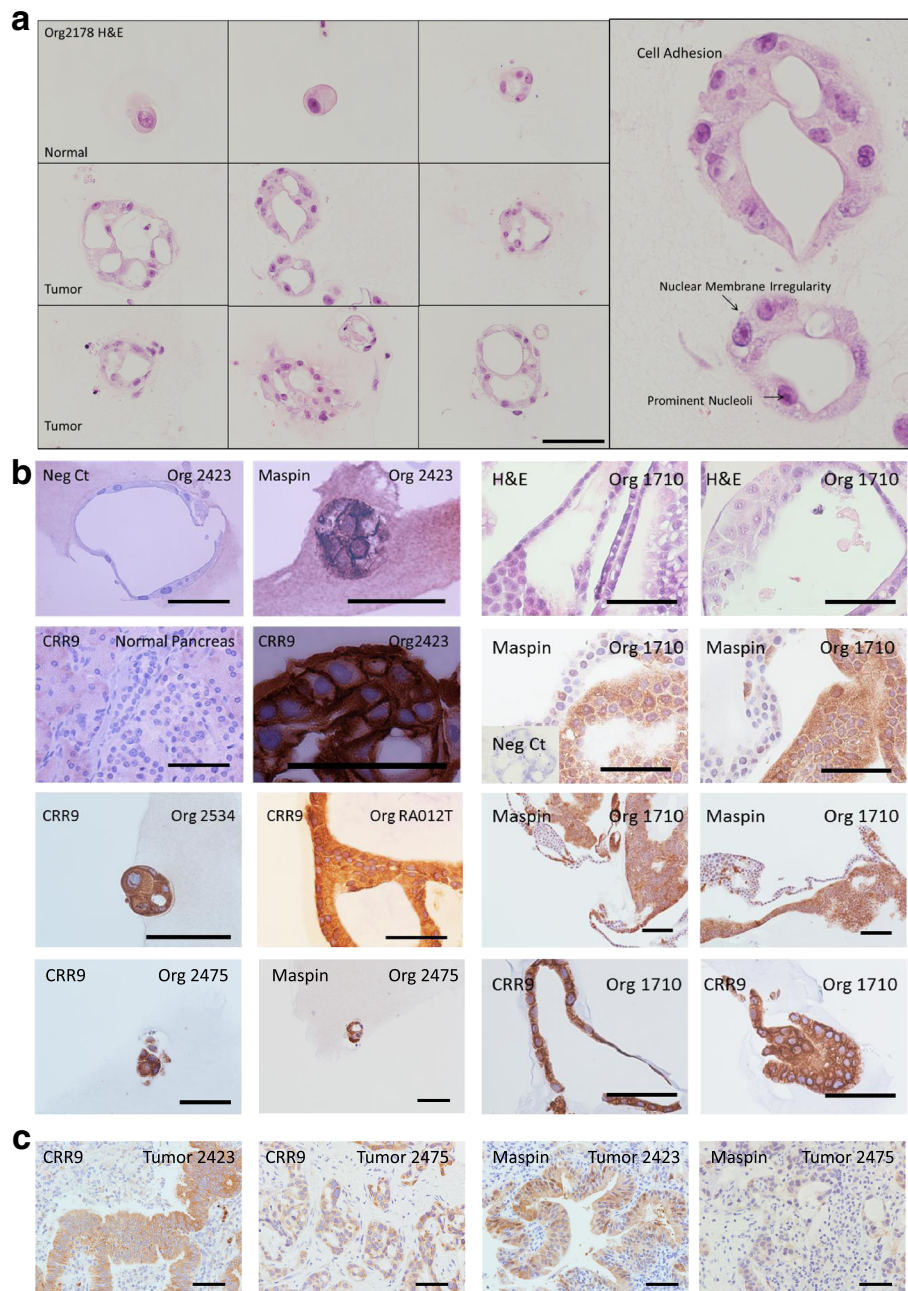 a
Org2178 H&E
Normal
Tumor
Tumor
Cell Adhesion
Nuclear Membrane Irregularity
Prominent Nucleoli
b
Neg Ct Org 2423
Maspin Org 2423
H&E Org 1710
H&E Org 1710
CRR9 Normal Pancreas
CRR9 Org2423
Maspin Org 1710
Neg Ct
Maspin Org 1710
CRR9 Org 2534
CRR9 Org RA012T
Maspin Org 1710
Maspin Org 1710
CRR9 Org 2475
Maspin Org 2475
CRR9 Org 1710
CRR9 Org 1710
c
CRR9 Tumor 2423
CRR9 Tumor 2475
Maspin Tumor 2423
Maspin Tumor 2475